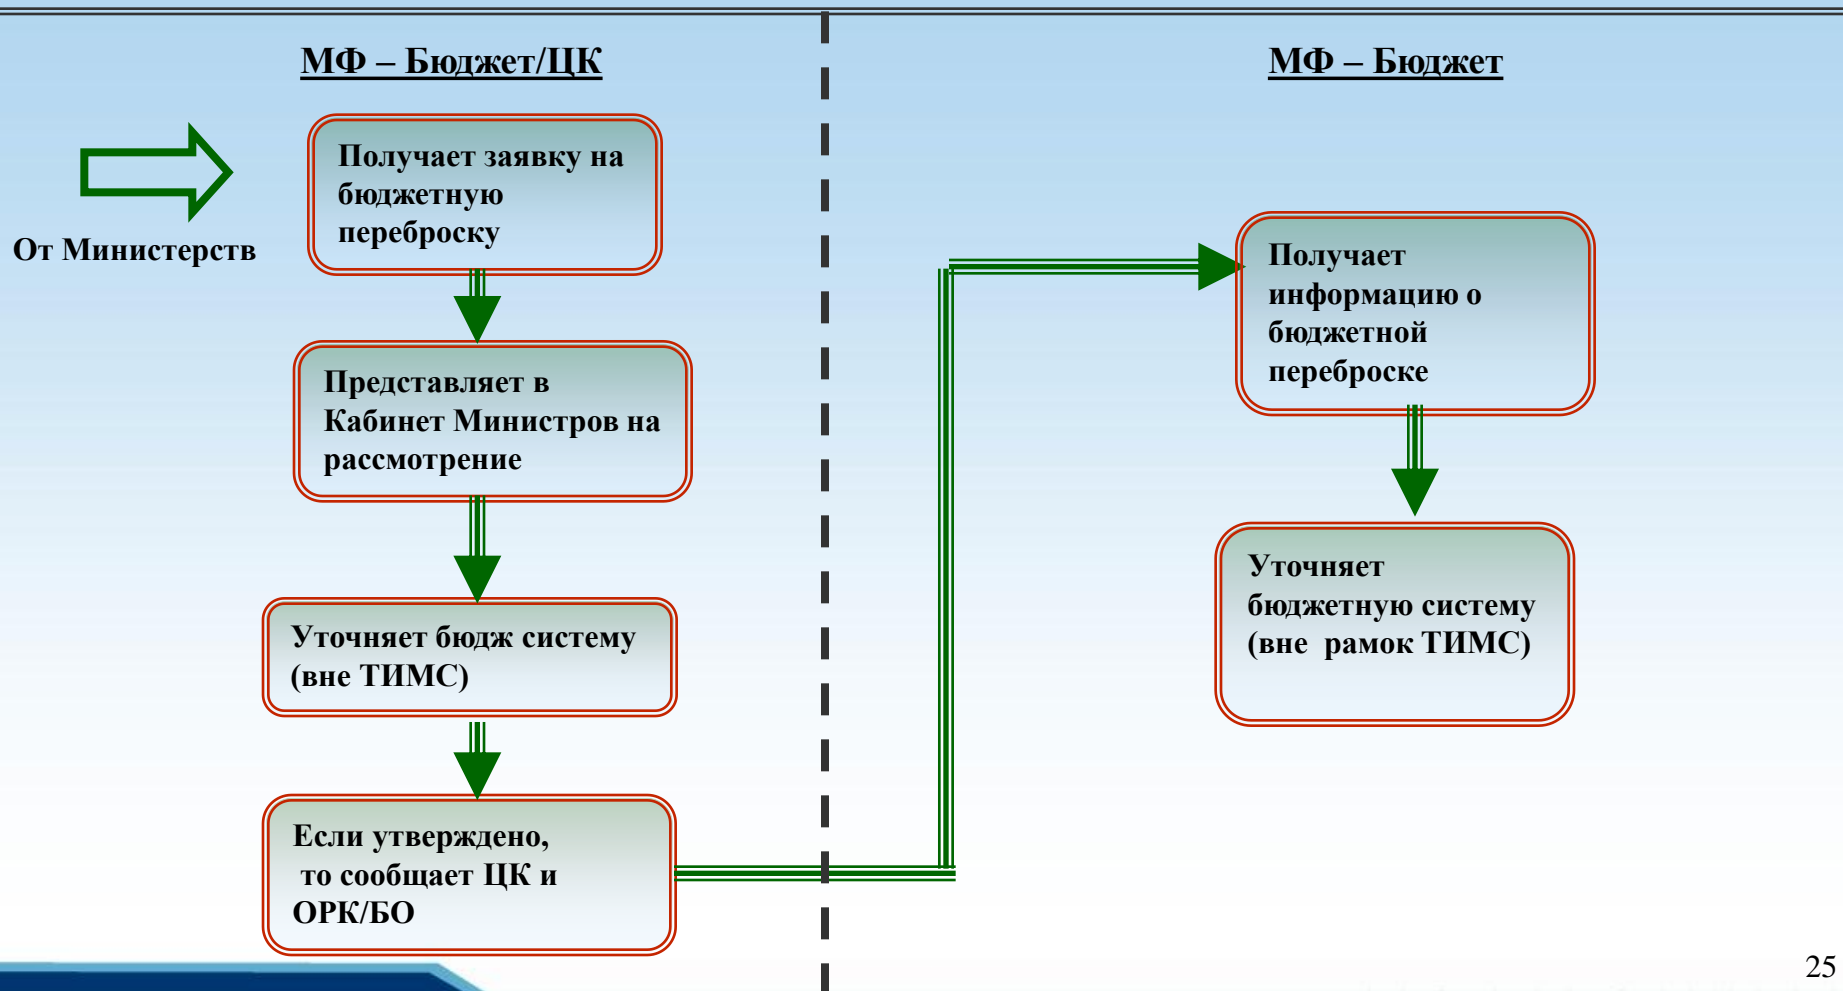 МФ – Бюджет/ЦК
От Министерств
Получает заявку на
бюджетную
переброску
Представляет в
Кабинет Министров на
рассмотрение
Уточняет бюдж систему
(вне ТИМС)
Если утверждено,
то сообщает ЦК и
ОРК/БО
МФ – Бюджет
Получает
информацию о
бюджетной
переброске
Уточняет
бюджетную систему
(вне рамок ТИМС)
25